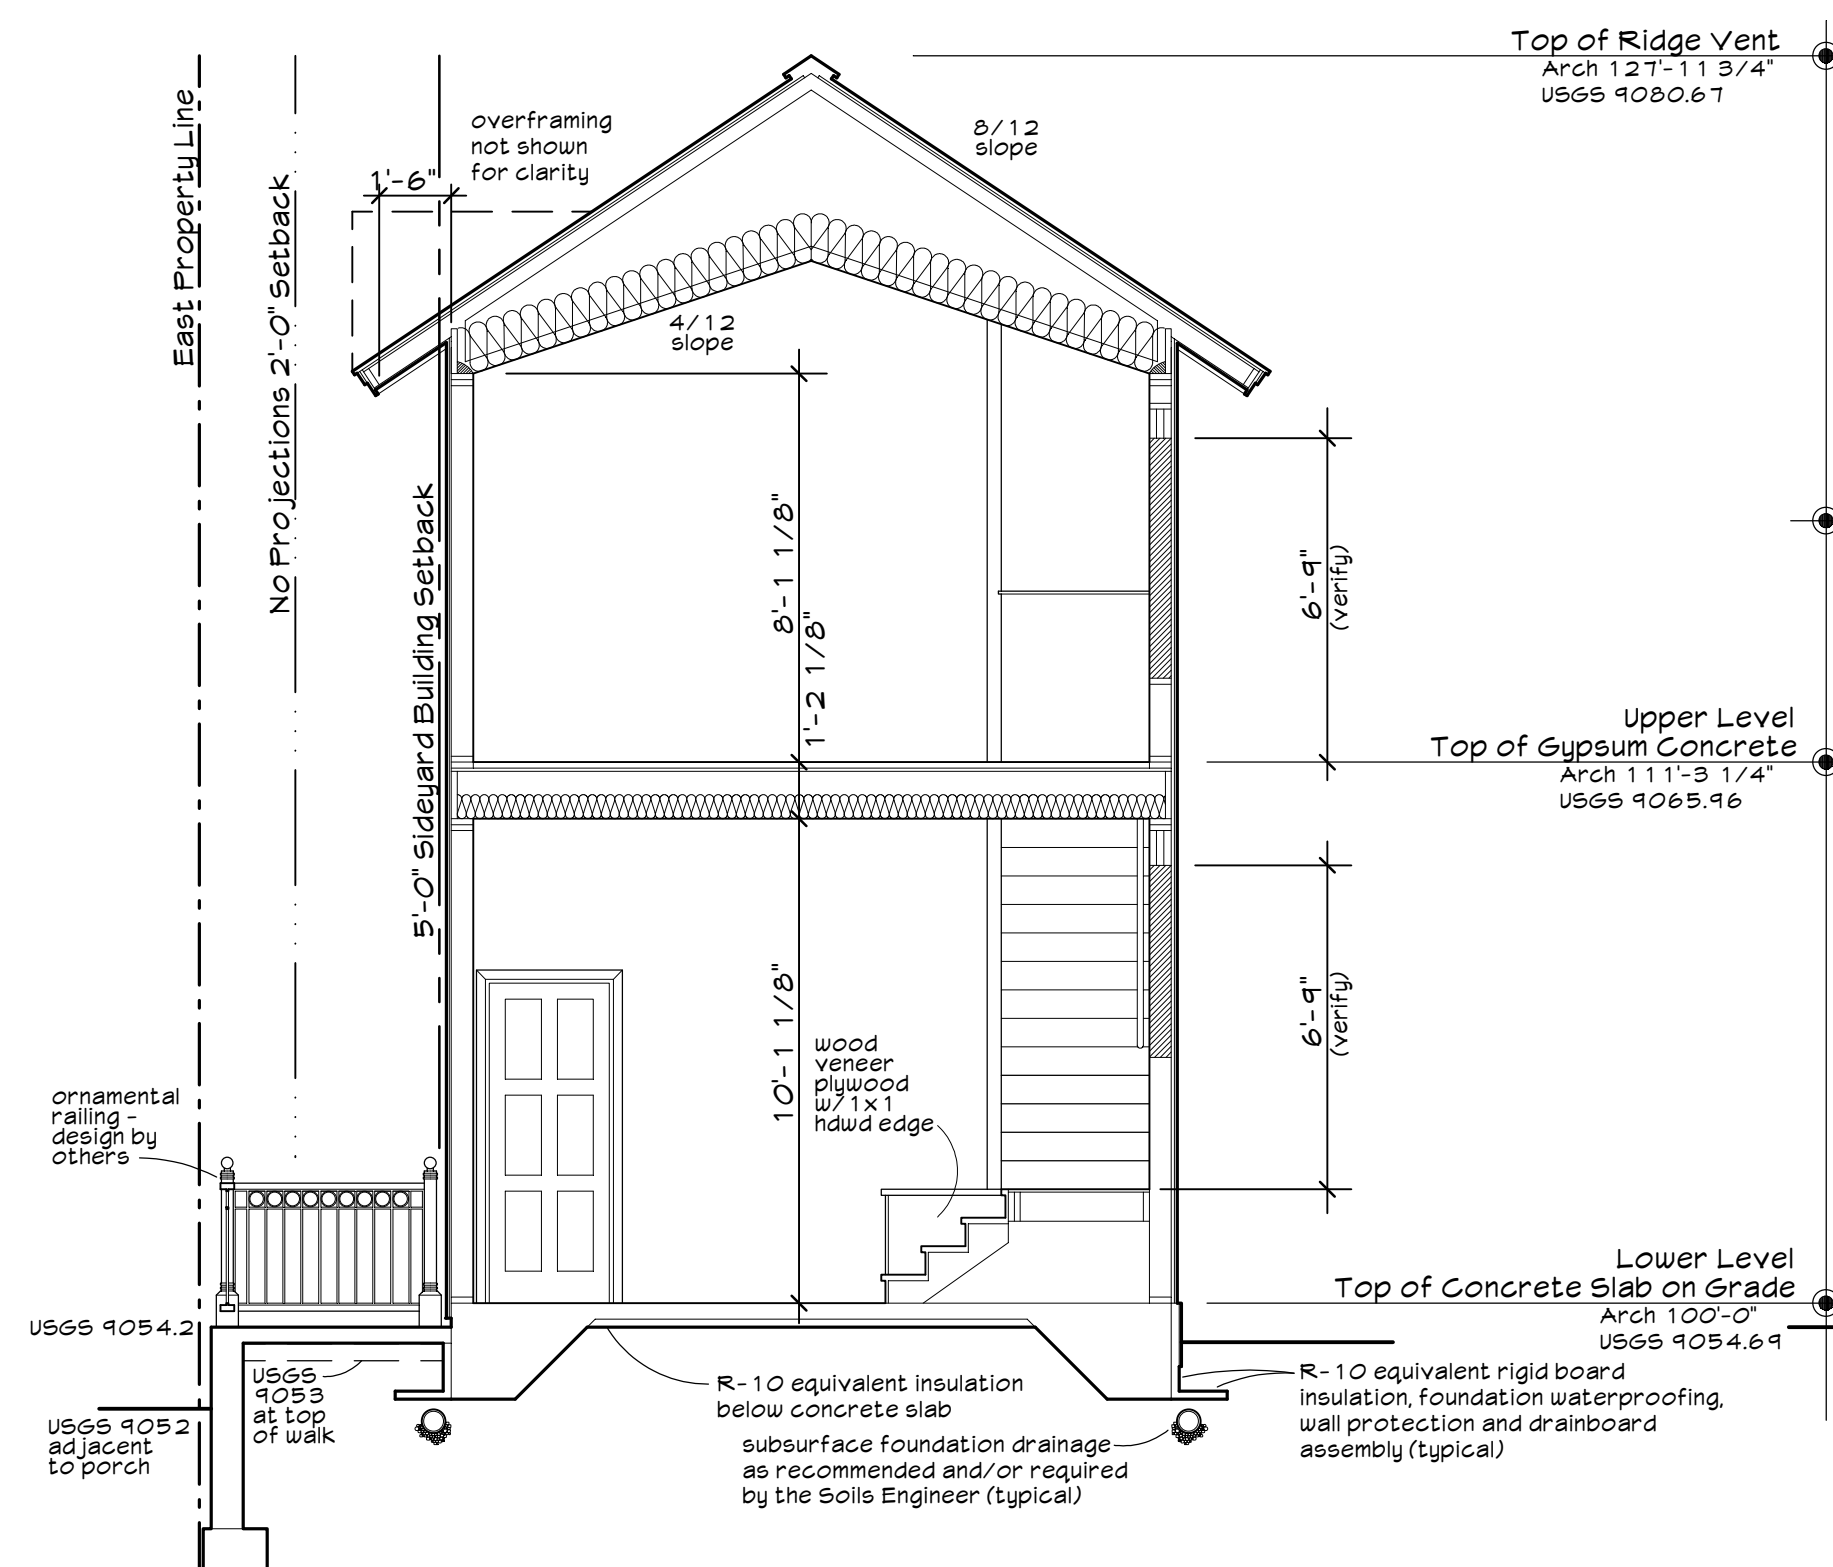 Top of Ridge Vent
Arch 127'-11 3/4"
USGS 9080.67
East Property Line
No Projections 2'-0" Setback
5'-0" Sideyard Building Setback
1'-6"
overframing
not shown
for clarity
8/12
slope
4/12
slope
8'-1 1/8"
1'-2 1/8"
10'-1 1/8"
6'-9"
(verify)
Upper Level
Top of Gypsum Concrete
Arch 111'-3 1/4"
USGS 9065.96
6'-9"
(verify)
wood
veneer
plywood
w/ 1x1
hdwd edge
ornamental
railing -
design by
others
Lower Level
Top of Concrete Slab on Grade
Arch 100'-0"
USGS 9054.69
USGS 9054.2
USGS
9053
at top
of walk
USGS 9052
adjacent
to porch
R-10 equivalent insulation
below concrete slab
subsurface foundation drainage
as recommended and/or required
by the Soils Engineer (typical)
R-10 equivalent rigid board
insulation, foundation waterproofing,
wall protection and drainboard
assembly (typical)